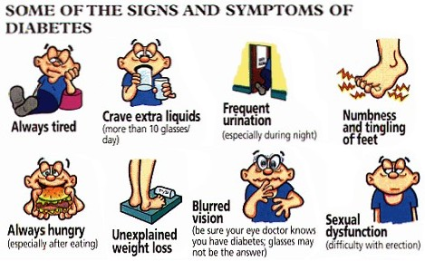 SOME OF THE SIGNS AND SYMPTOMS OF
DIABETES
Always tired
Crave extra liquids
(more than 10 glasses/
day)
Frequent
urination
(especially during night)
Numbness
and tingling
of feet
Always hungry
(especially after eating)
Unexplained
weight loss
Blurred
vision
(be sure your eye doctor knows
you have diabetes; glasses may
not be the answer)
Sexual
dysfunction
(difficulty with erection)